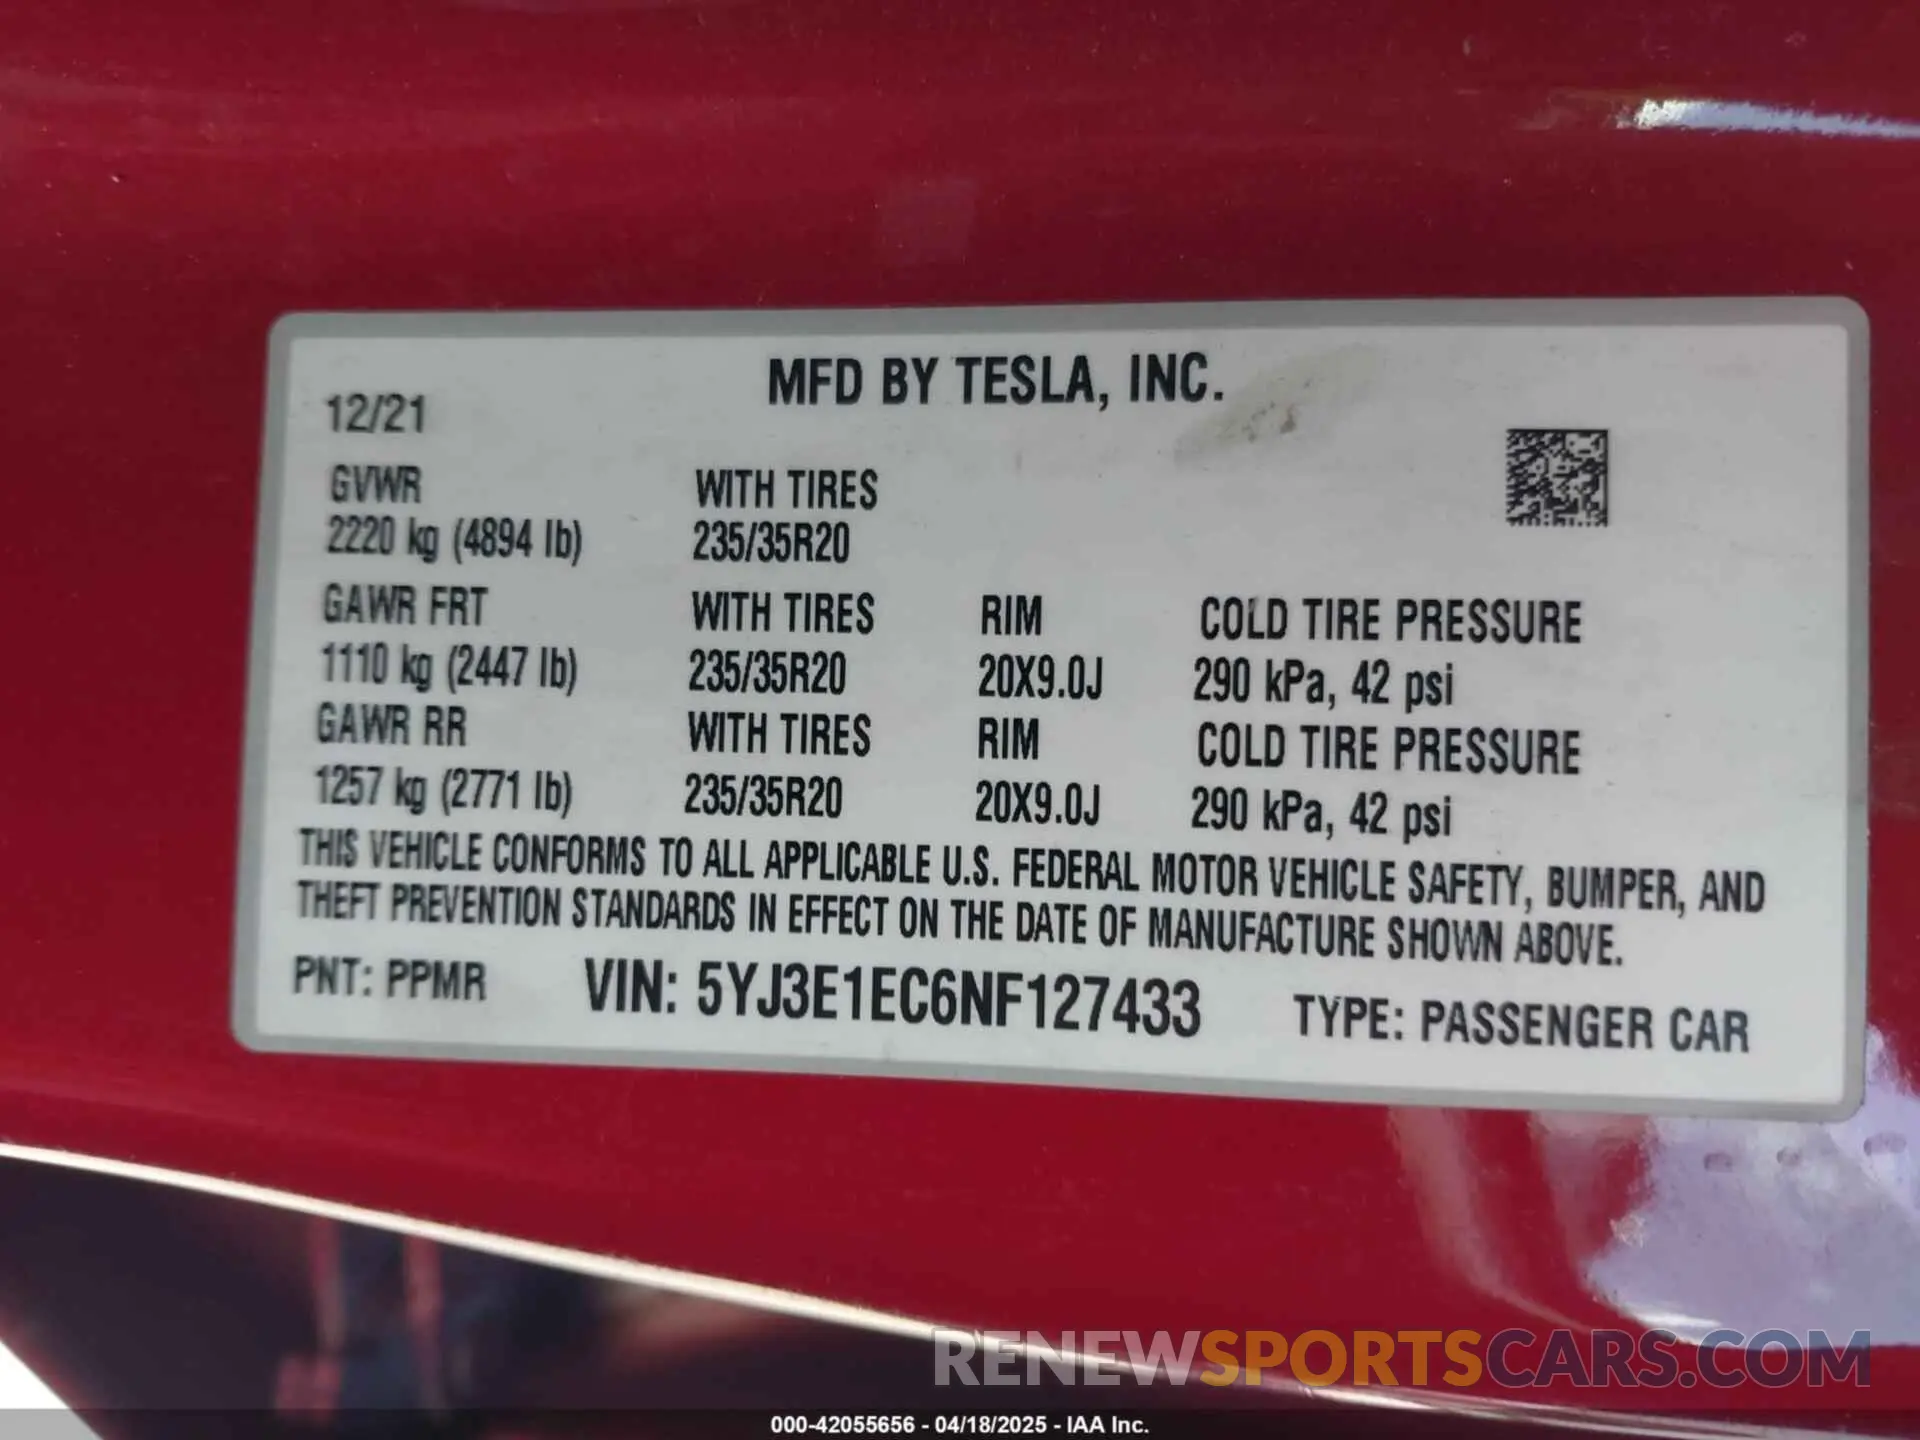 MFD BY TESLA, INC.
12/21
GVWR WITH TIRES
2220 kg (4894 lb) 235/35R20
GAWR FRT WITH TIRES RIM COLD TIRE PRESSURE
1110 kg (2447 lb) 235/35R20 20X9.0J 290 kPa, 42 psi
GAWR RR WITH TIRES RIM COLD TIRE PRESSURE
1257 kg (2771 lb) 235/35R20 20X9.0J 290 kPa, 42 psi
THIS VEHICLE CONFORMS TO ALL APPLICABLE U.S. FEDERAL MOTOR VEHICLE SAFETY, BUMPER, AND
THEFT PREVENTION STANDARDS IN EFFECT ON THE DATE OF MANUFACTURE SHOWN ABOVE.
PNT: PPMR VIN: 5YJ3E1EC6NF127433 TYPE: PASSENGER CAR
RENEWSPORTSCARS.COM
000-42055656 - 04/18/2025 - IAA Inc.